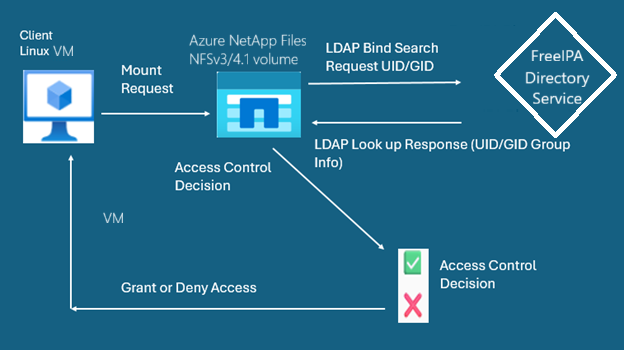 Client
Linux VM
Mount
Request
Azure NetApp Files
NFSv3/4.1 volume
LDAP Bind Search
Request UID/GID
FreeIPA
Directory
Service
LDAP Look up Response (UID/GID Group
Info)
Access Control
Decision
VM
Access Control
Decision
Grant or Deny Access